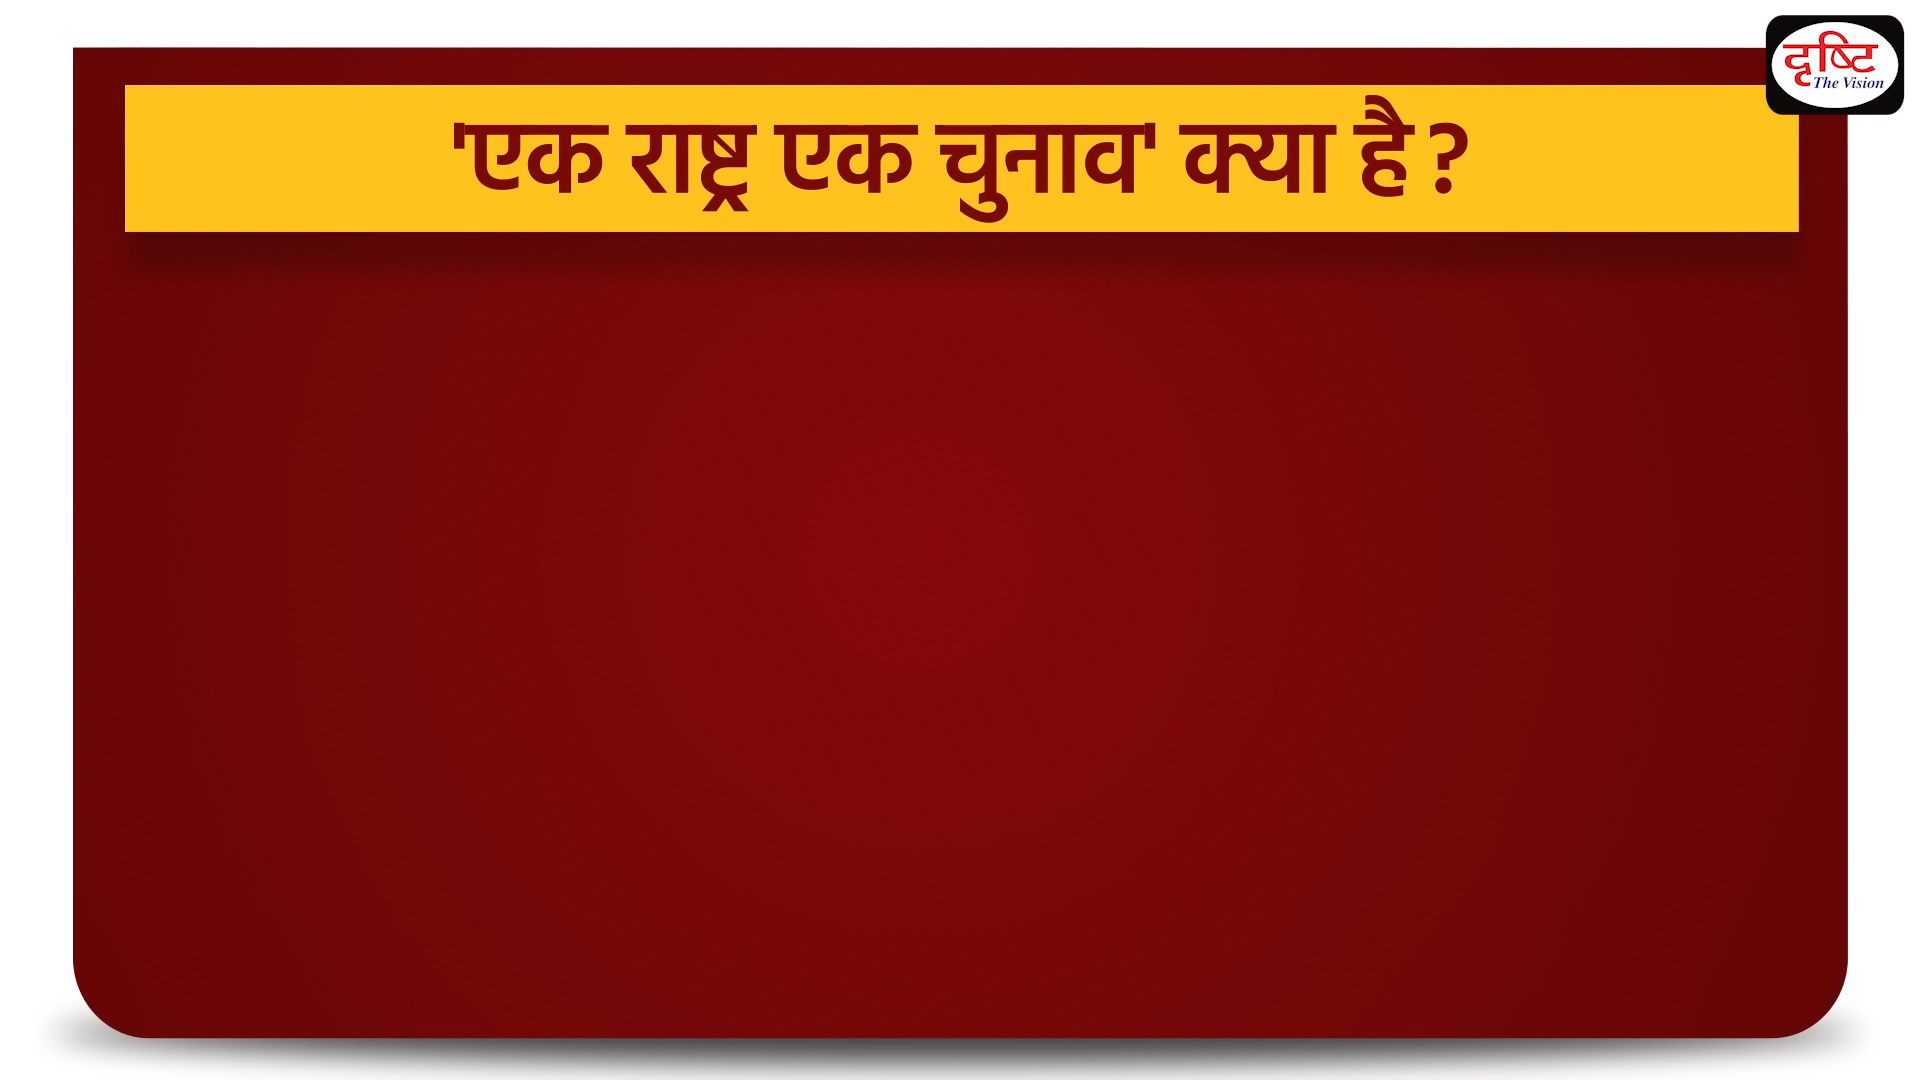 दृष्टि
The Vision
'एक राष्ट्र एक चुनाव' क्या है ?